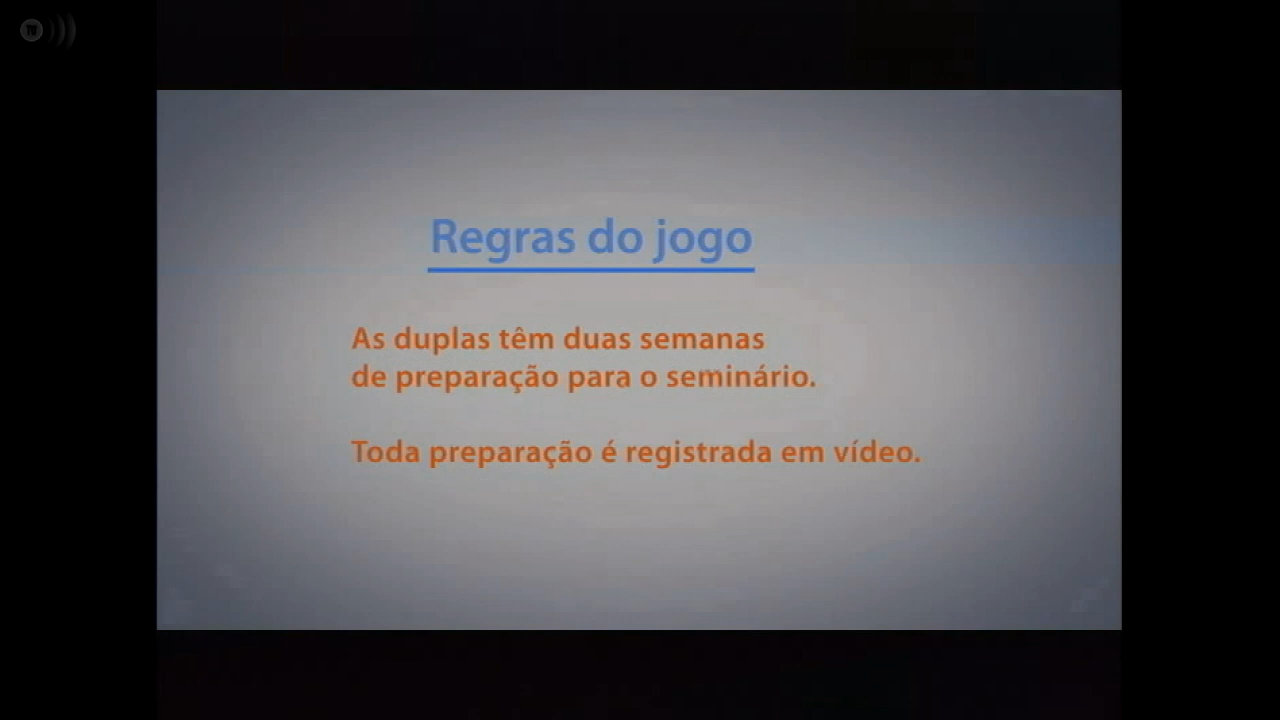 Regras do jogo
As duplas têm duas semanas
de preparação para o seminário.
Toda preparação é registrada em vídeo.